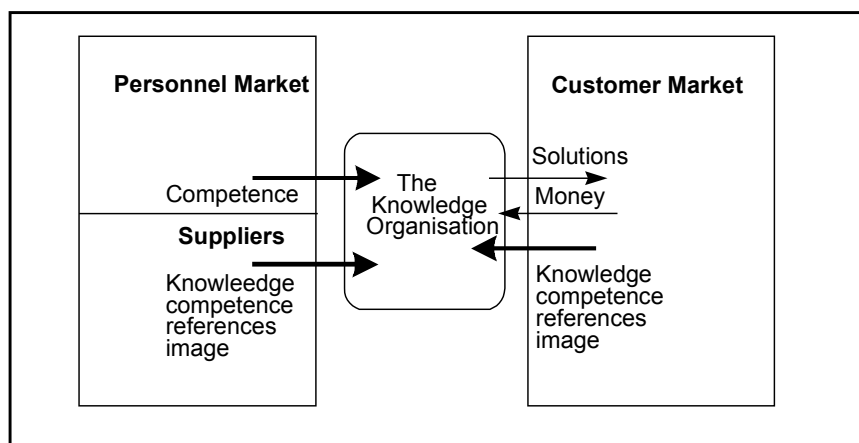 Personnel Market
Competence
Suppliers
Knowleedge
competence
references
image
The
Knowledge
Organisation
Customer Market
Solutions
Money
Knowledge
competence
references
image